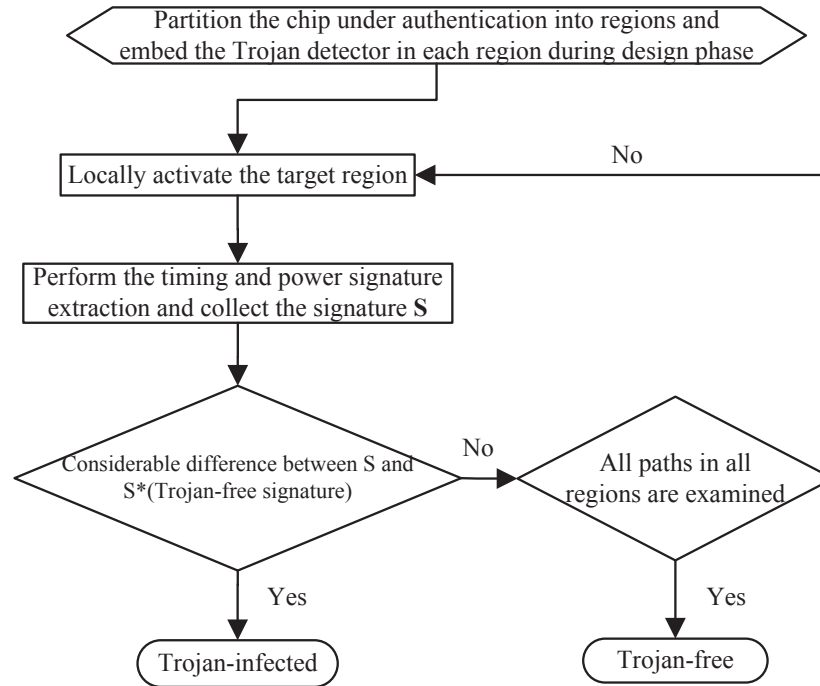 Partition the chip under authentication into regions and
embed the Trojan detector in each region during design phase
Locally activate the target region
No
Perform the timing and power signature
extraction and collect the signature S
Considerable difference between S and
S*(Trojan-free signature)
No
All paths in all
regions are examined
Yes
Yes
Trojan-infected
Trojan-free